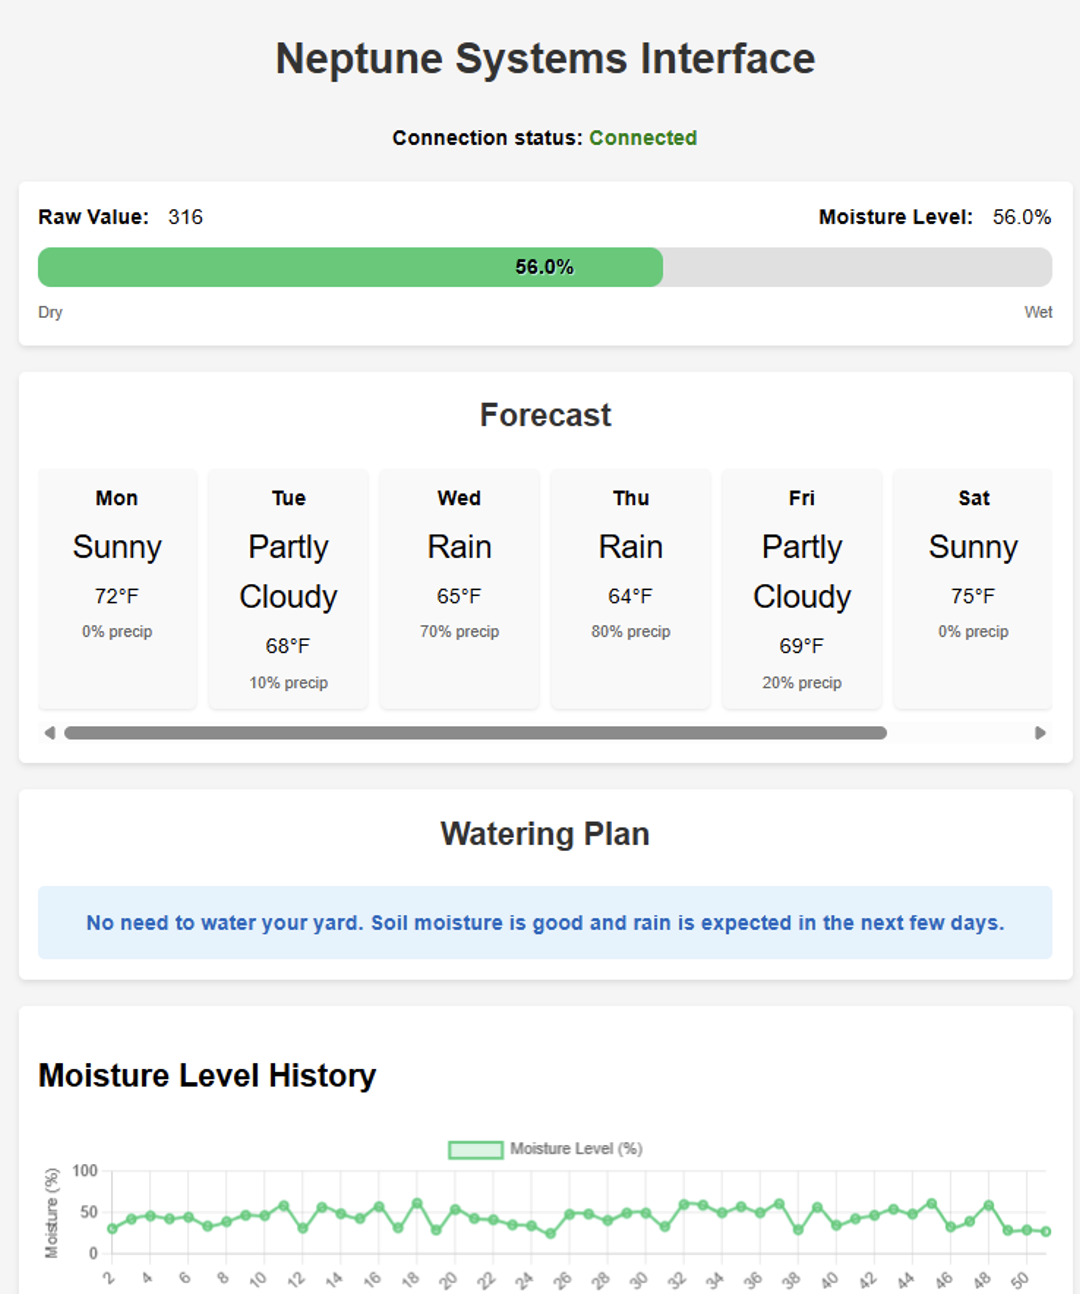 Neptune Systems Interface
Connection status: Connected
Raw Value: 316
Moisture Level: 56.0%
56.0%
Dry
Wet
Forecast
Mon
Sunny
72°F
0% precip
Tue
Partly
Cloudy
68°F
10% precip
Wed
Rain
65°F
70% precip
Thu
Rain
64°F
80% precip
Fri
Partly
Cloudy
69°F
20% precip
Sat
Sunny
75°F
0% precip
Watering Plan
No need to water your yard. Soil moisture is good and rain is expected in the next few days.
Moisture Level History
Moisture Level (%)
Moisture (%)
100
50
0
2 4 6 8 10 12 14 16 18 20 22 24 26 28 30 32 34 36 38 40 42 44 46 48 50